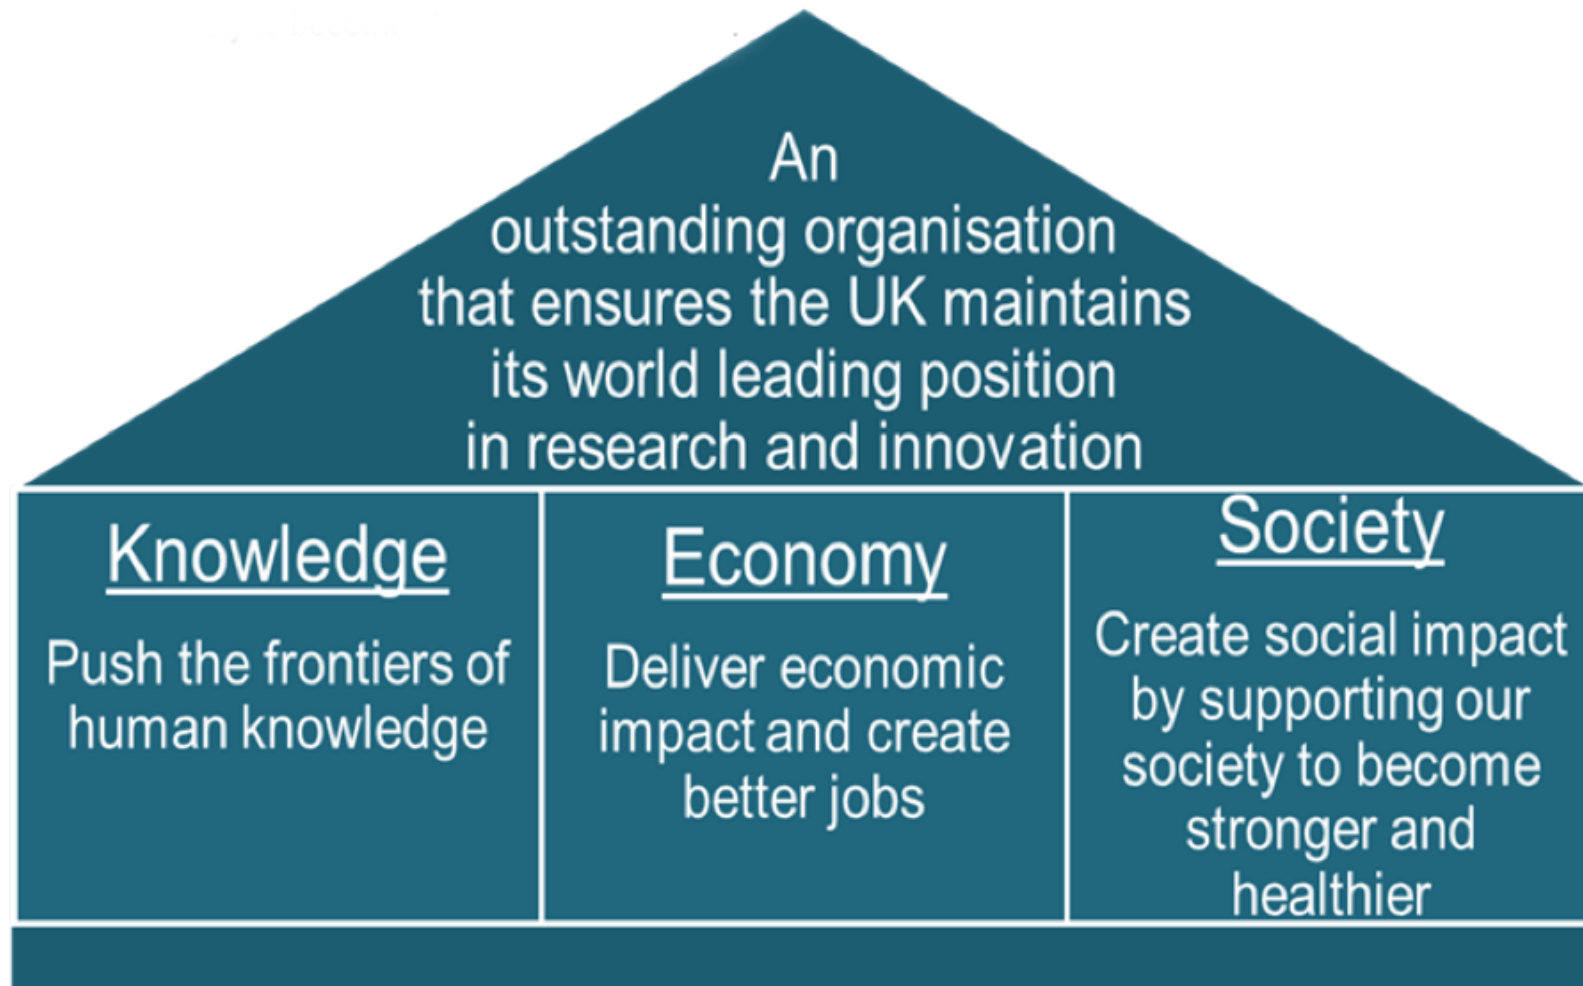 An
outstanding organisation
that ensures the UK maintains
its world leading position
in research and innovation
Knowledge
Push the frontiers of
human knowledge
Economy
Deliver economic
impact and create
better jobs
Society
Create social impact
by supporting our
society to become
stronger and
healthier